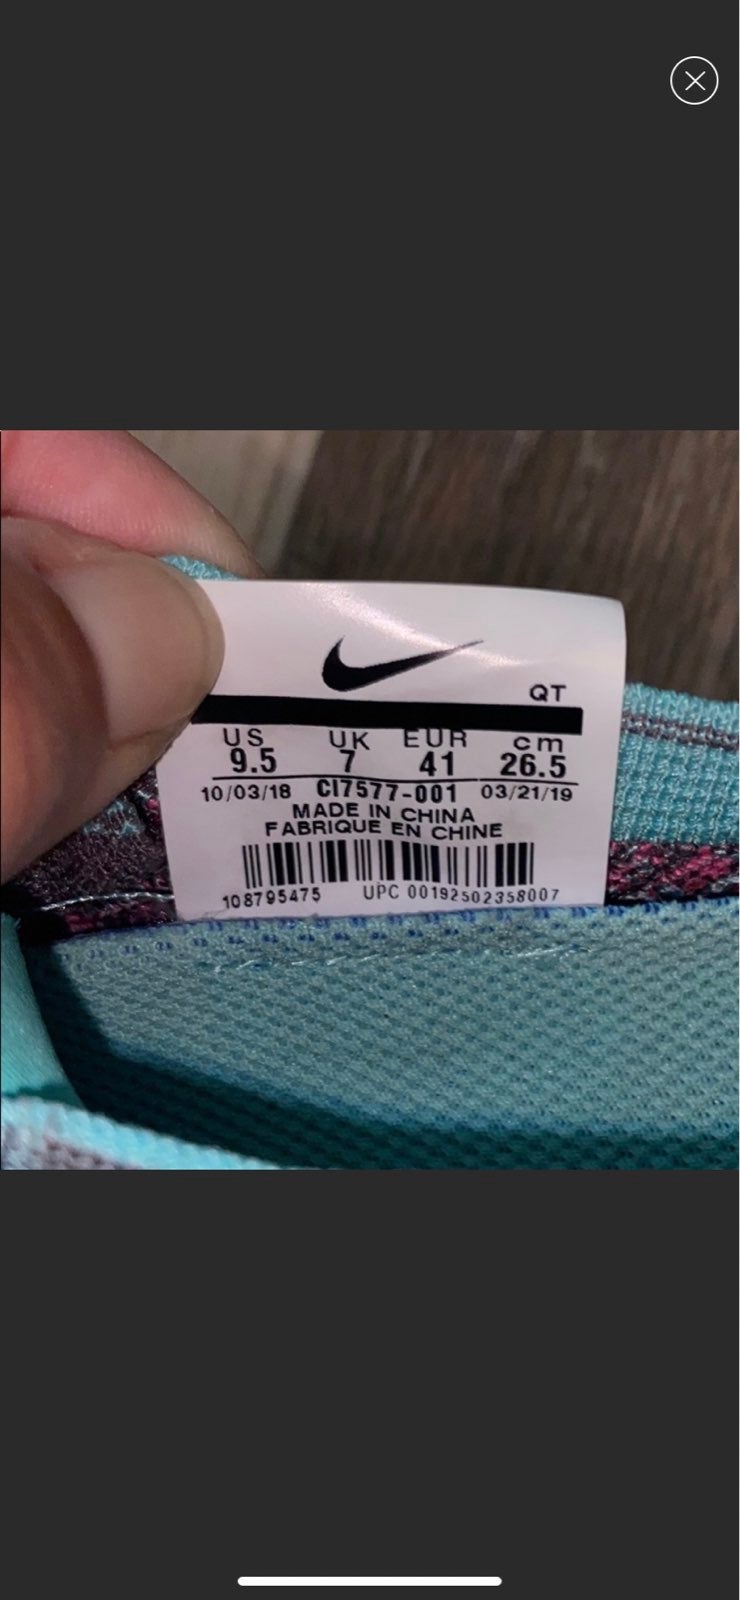 QT
US UK EUR cm
9.5 7 41 26.5
10/03/18 CI7577-001 03/21/19
MADE IN CHINA
FABRIQUE EN CHINE
108795475 UPC 00192502358007